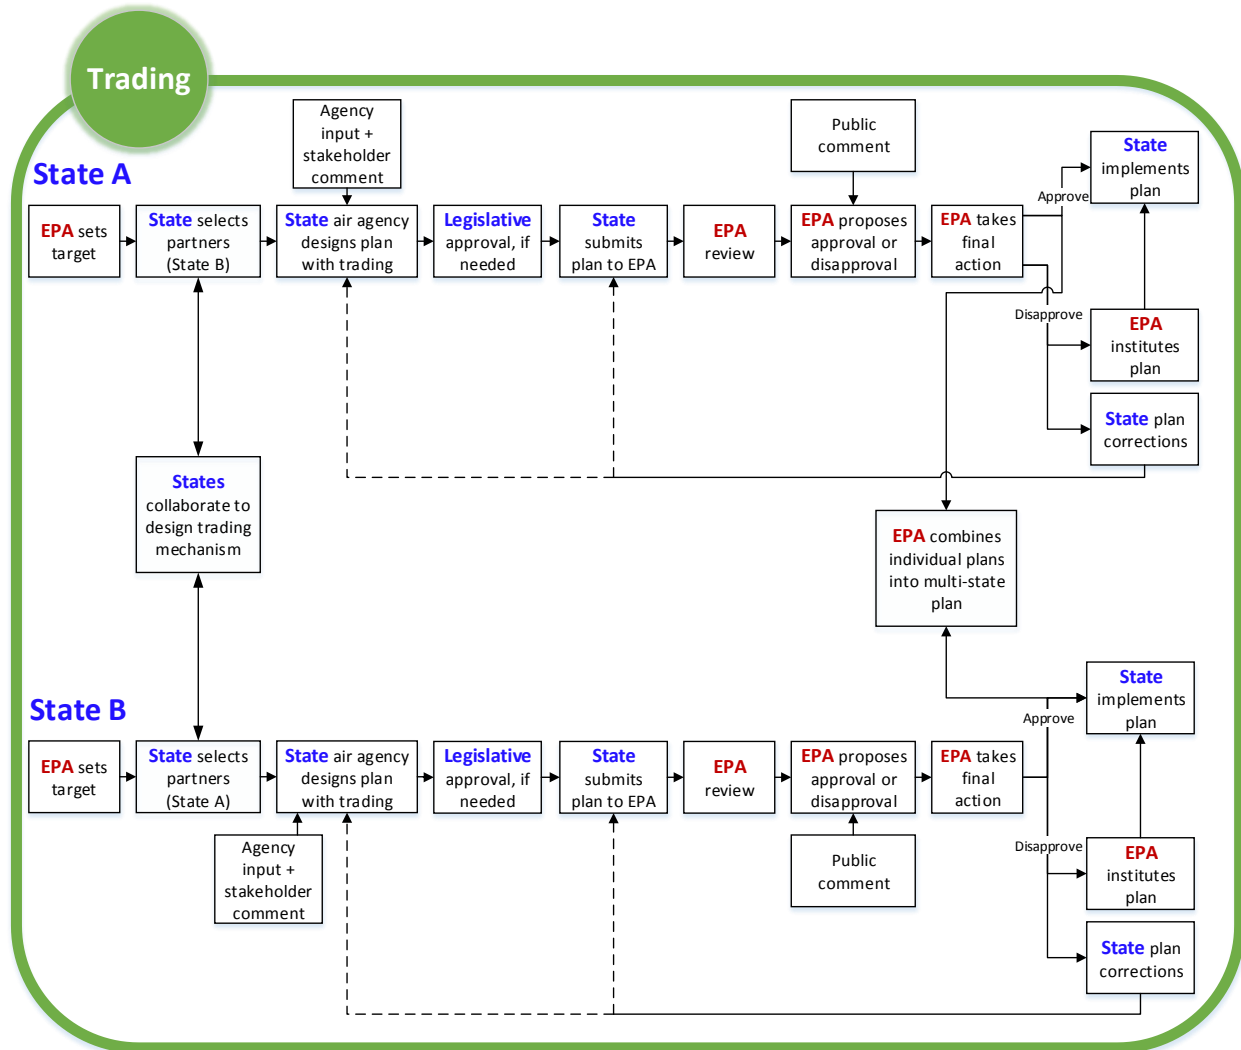 Trading
State A
Agency
input +
stakeholder
comment
Public
comment
EPA sets
target
State selects
partners
(State B)
State air agency
designs plan
with trading
Legislative
approval, if
needed
State
submits
plan to EPA
EPA
review
EPA proposes
approval or
disapproval
EPA takes
final
action
Approve
State
implements
plan
Disapprove
EPA
institutes
plan
State plan
corrections
States
collaborate to
design trading
mechanism
EPA combines
individual plans
into multi-state
plan
State B
EPA sets
target
State selects
partners
(State A)
State air agency
designs plan
with trading
Legislative
approval, if
needed
State
submits
plan to EPA
EPA
review
EPA proposes
approval or
disapproval
EPA takes
final
action
Approve
State
implements
plan
Disapprove
EPA
institutes
plan
State plan
corrections
Agency
input +
stakeholder
comment
Public
comment